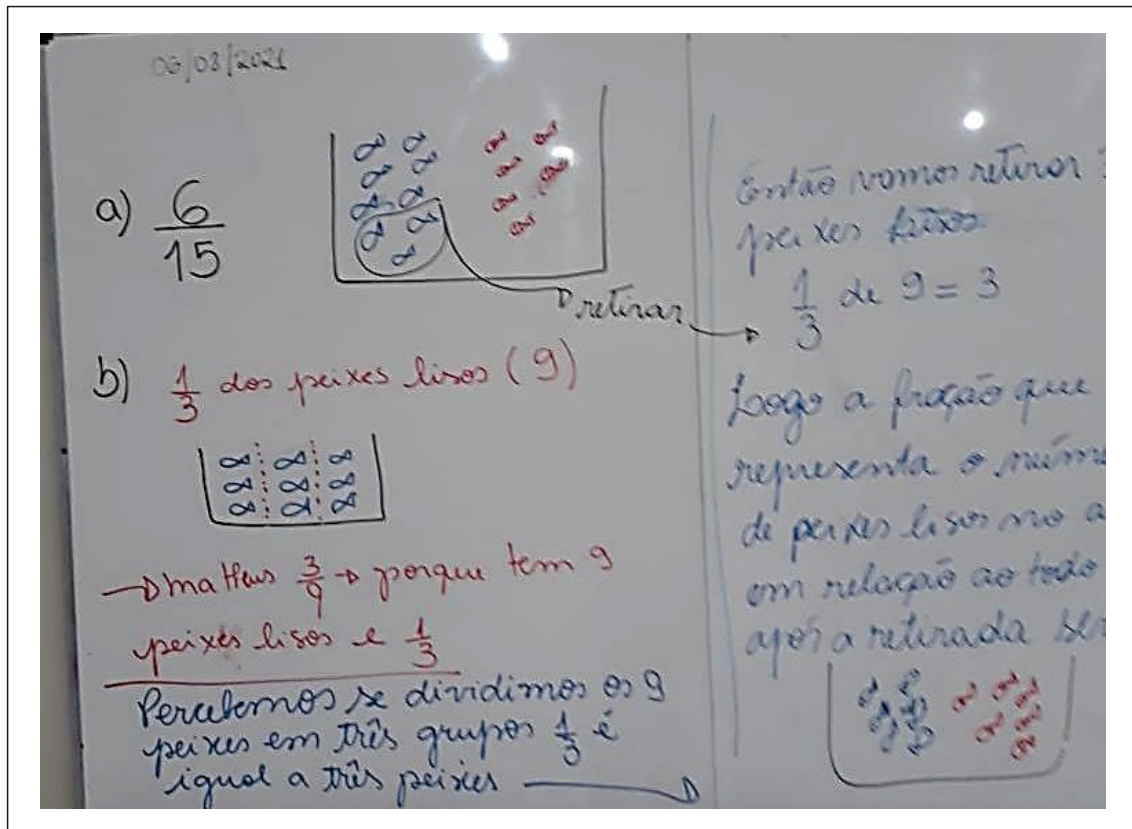 06/08/2021
a) 6/15
retirar
b) 1/3 dos peixes lisos (9)
matheus 3/9 → porque tem 9
peixes lisos e 1/3
Percebemos se dividimos os 9
peixes em três grupos 1/3 é
igual a três peixes
Então vamos retirar
peixes lisos
1/3 de 9 = 3
Logo a fração que
representa o núme
de peixes lisos no a
em relação ao todo
após a retirada